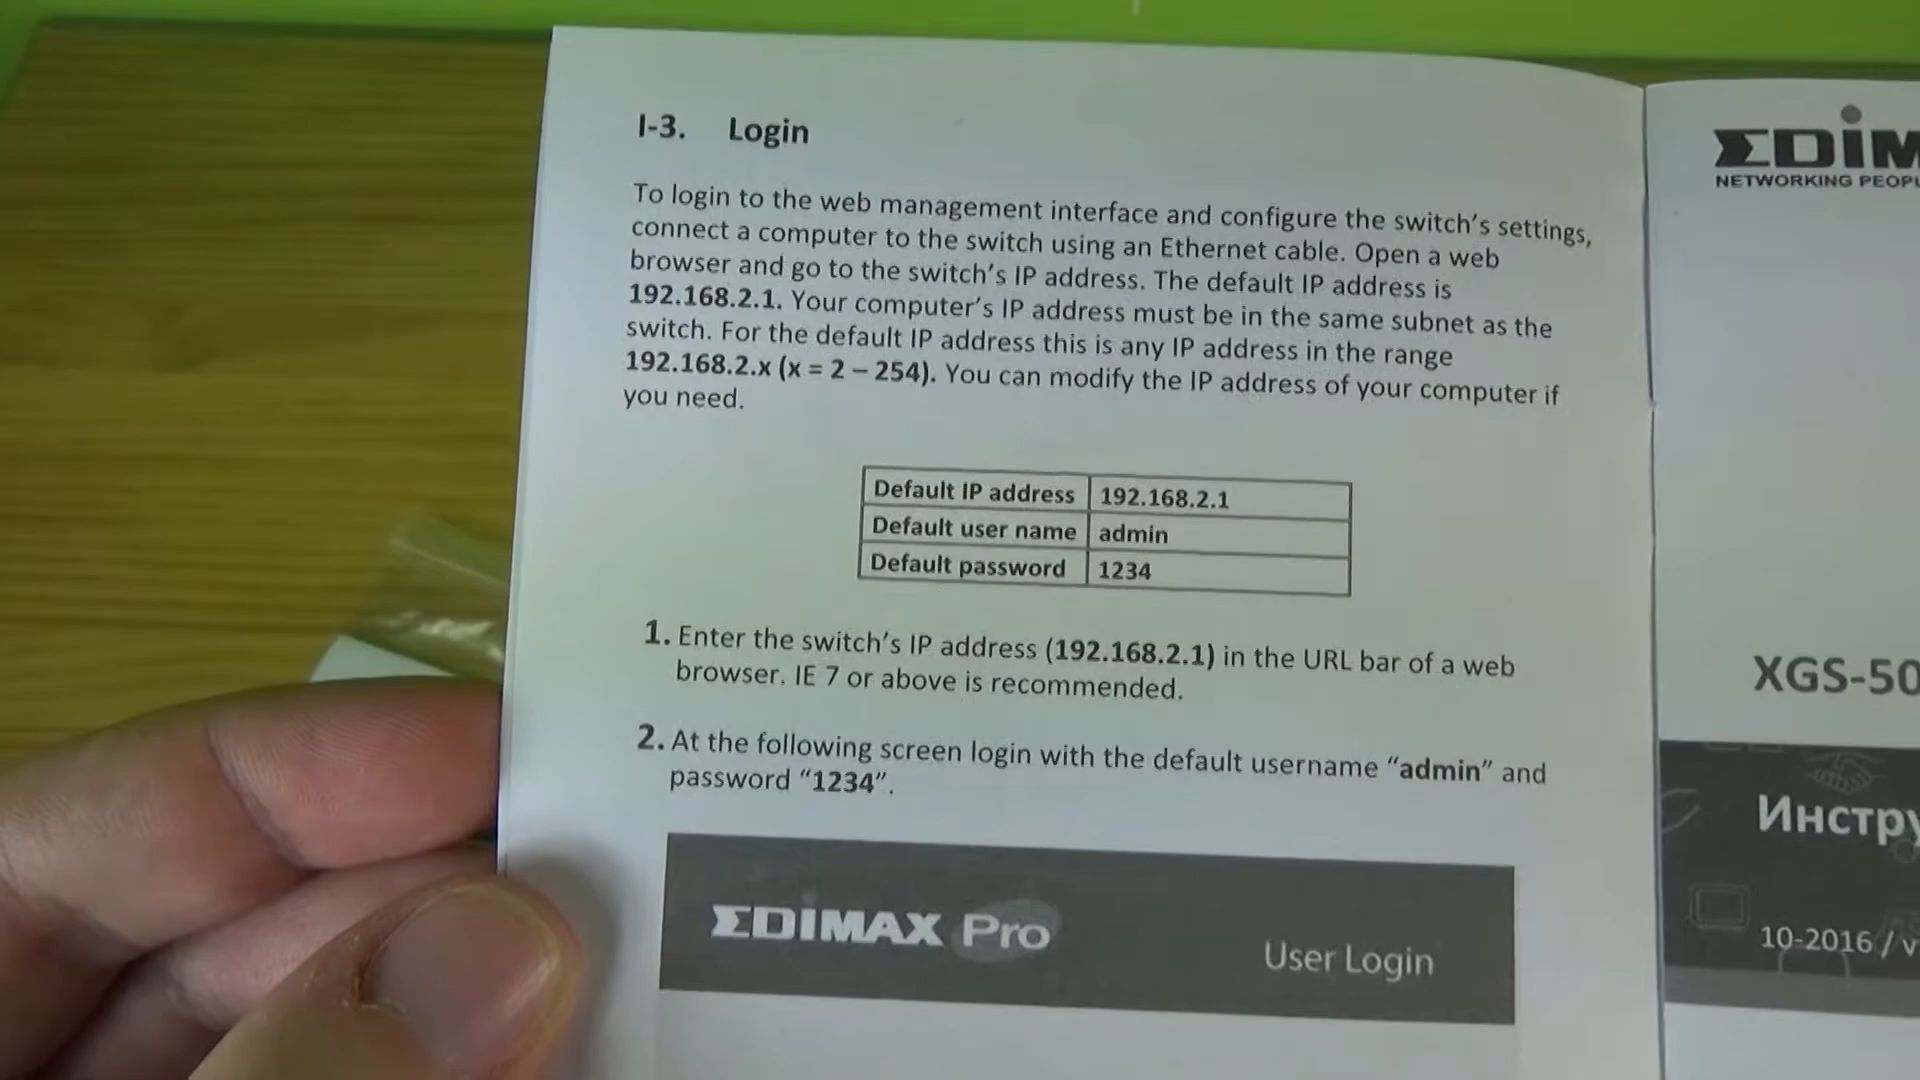 I-3. Login
To login to the web management interface and configure the switch's settings,
connect a computer to the switch using an Ethernet cable. Open a web
browser and go to the switch's IP address. The default IP address is
192.168.2.1. Your computer's IP address must be in the same subnet as the
switch. For the default IP address this is any IP address in the range
192.168.2.x (x = 2 – 254). You can modify the IP address of your computer if
you need.
Default IP address 192.168.2.1
Default user name admin
Default password 1234
1. Enter the switch's IP address (192.168.2.1) in the URL bar of a web
browser. IE 7 or above is recommended.
2. At the following screen login with the default username “admin” and
password “1234”.
EDIMAX Pro
User Login
EDIM
NETWORKING PEOPL
XGS-50
Инстру
10-2016 / v